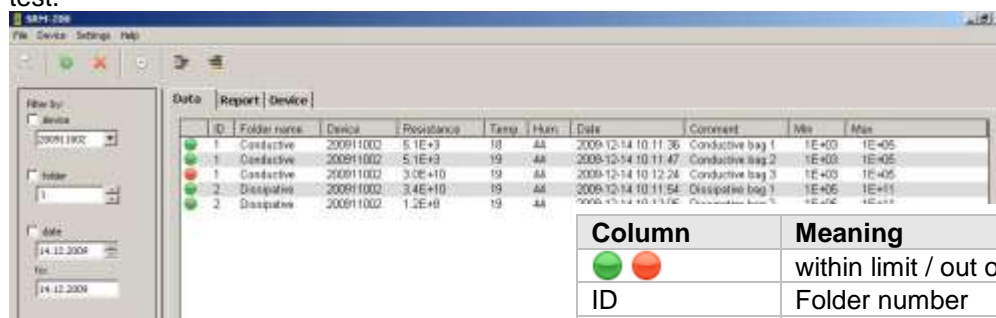 test.
SRM-200
File Device Settings Help
Filter by:
device
200911002
folder
1
date
14.12.2009
to:
14.12.2009
Data Report Device
ID Folder name Device Resistance Temp Hum Date Comment Min Max
1 Conductive 200911002 5.1E+3 18 44 2009-12-14 10:11:36 Conductive bag 1 1E+03 1E+05
1 Conductive 200911002 5.1E+3 19 44 2009-12-14 10:11:47 Conductive bag 2 1E+03 1E+05
1 Conductive 200911002 3.0E+10 19 44 2009-12-14 10:12:24 Conductive bag 3 1E+03 1E+05
2 Dissipative 200911002 3.4E+10 19 44 2009-12-14 10:11:54 Dissipative bag 1 1E+06 1E+11
2 Dissipative 200911002 1.2E+8 19 44
Column Meaning
within limit / out o
ID Folder number